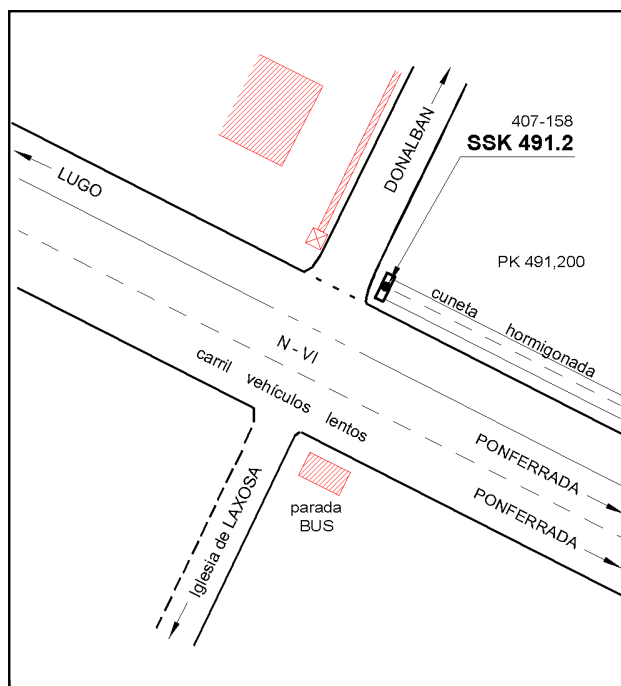 407-158
SSK 491.2
DONALBAN
LUGO
PK 491,200
cuneta hormigonada
N - VI
carril vehículos lentos
PONFERRADA
PONFERRADA
parada
BUS
Iglesia de LAXOSA